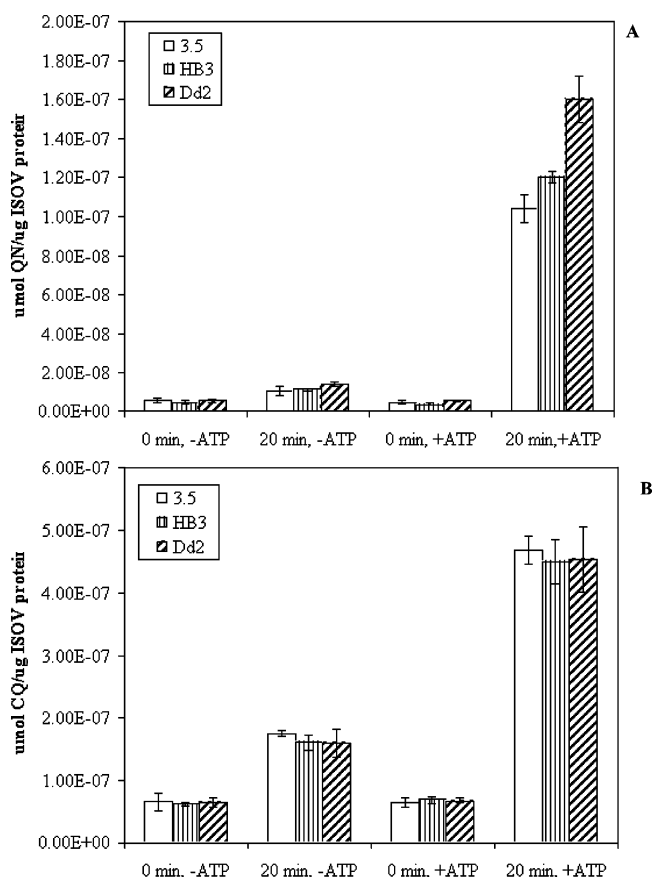 A
2.00E-07
1.80E-07
1.60E-07
1.40E-07
1.20E-07
1.00E-07
8.00E-08
6.00E-08
4.00E-08
2.00E-08
0.00E+00
umol QN/ug ISOV protein
3.5
HB3
Dd2
0 min, -ATP 20 min, -ATP 0 min, +ATP 20 min,+ATP
B
6.00E-07
5.00E-07
4.00E-07
3.00E-07
2.00E-07
1.00E-07
0.00E+00
umol CQ/ug ISOV protein
3.5
HB3
Dd2
0 min, -ATP 20 min, -ATP 0 min, +ATP 20 min, +ATP